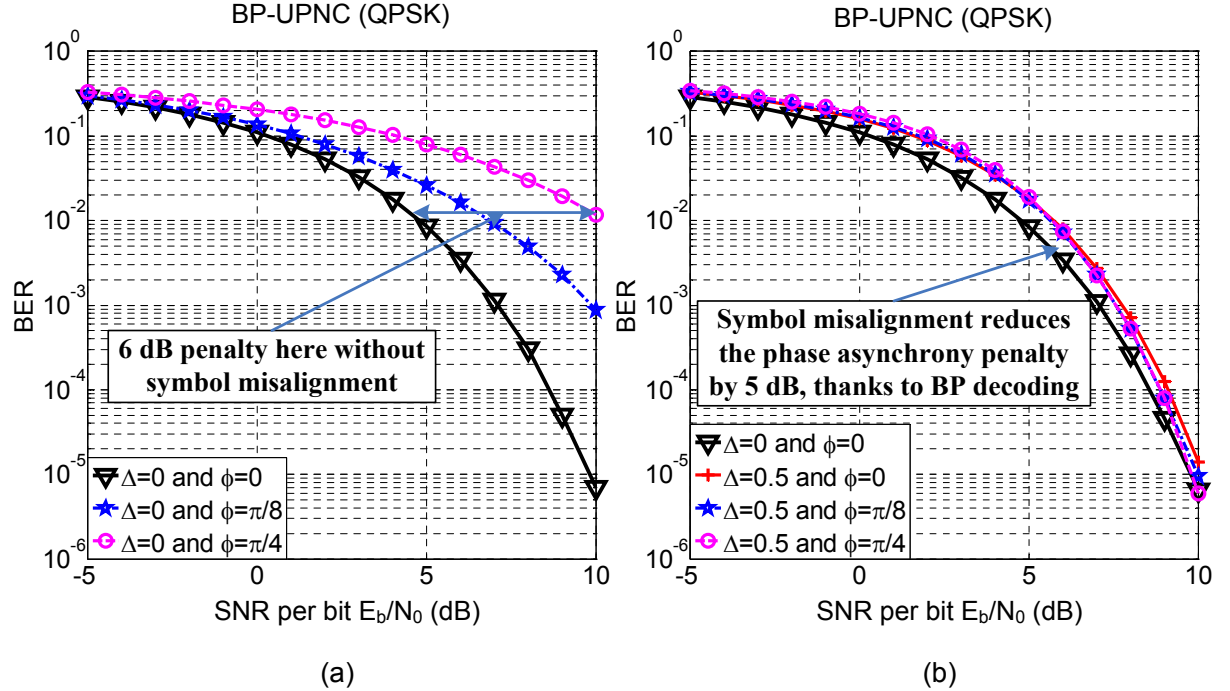 BP-UPNC (QPSK)
10^0
10^-1
10^-2
10^-3
10^-4
10^-5
10^-6
BER
6 dB penalty here without
symbol misalignment
Δ=0 and ϕ=0
Δ=0 and ϕ=π/8
Δ=0 and ϕ=π/4
-5
0
5
10
SNR per bit E_b/N_0 (dB)
(a)
BP-UPNC (QPSK)
10^0
10^-1
10^-2
10^-3
10^-4
10^-5
10^-6
BER
Symbol misalignment reduces
the phase asynchrony penalty
by 5 dB, thanks to BP decoding
Δ=0 and ϕ=0
Δ=0.5 and ϕ=0
Δ=0.5 and ϕ=π/8
Δ=0.5 and ϕ=π/4
-5
0
5
10
SNR per bit E_b/N_0 (dB)
(b)